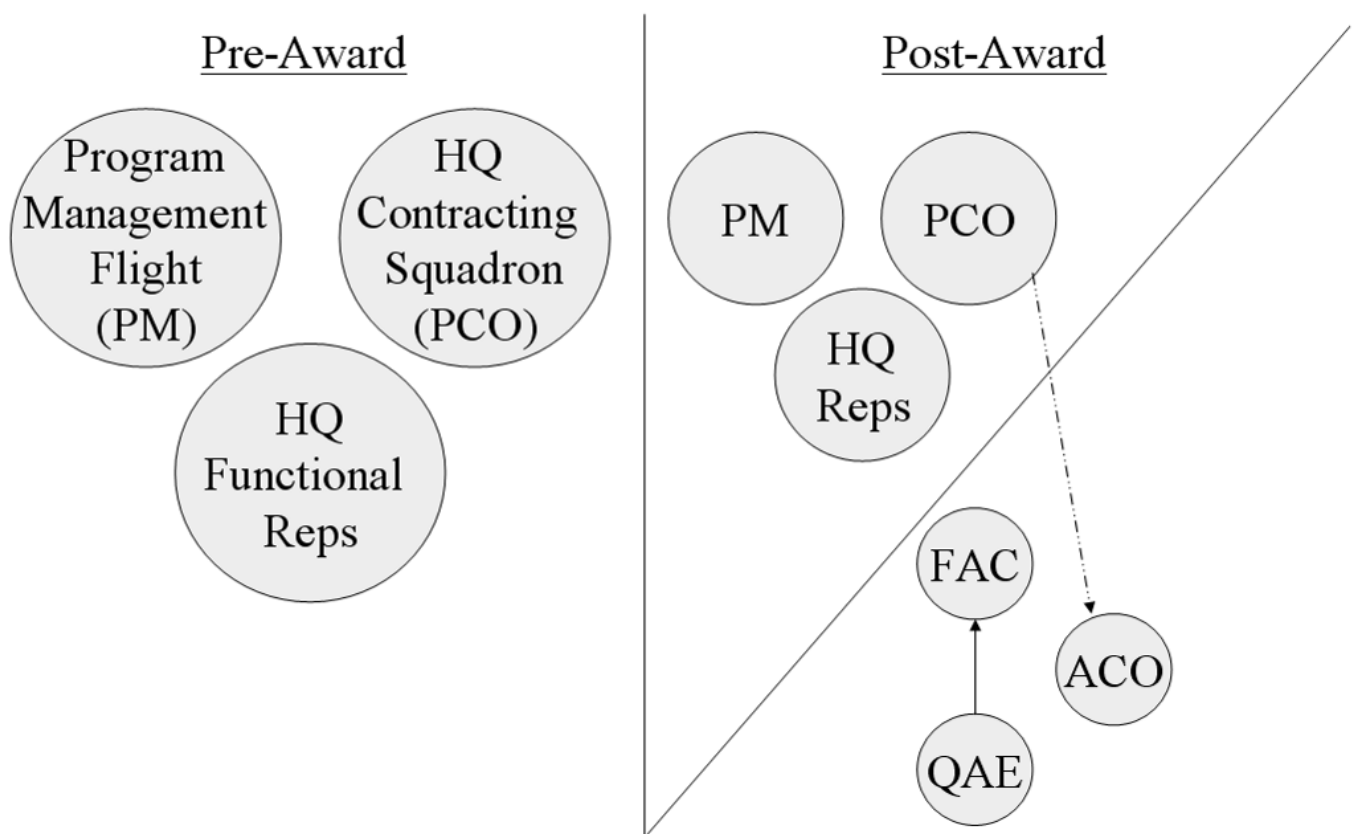 Pre-Award
Program
Management
Flight
(PM)
HQ
Contracting
Squadron
(PCO)
HQ
Functional
Reps
Post-Award
PM
PCO
HQ
Reps
FAC
ACO
QAE